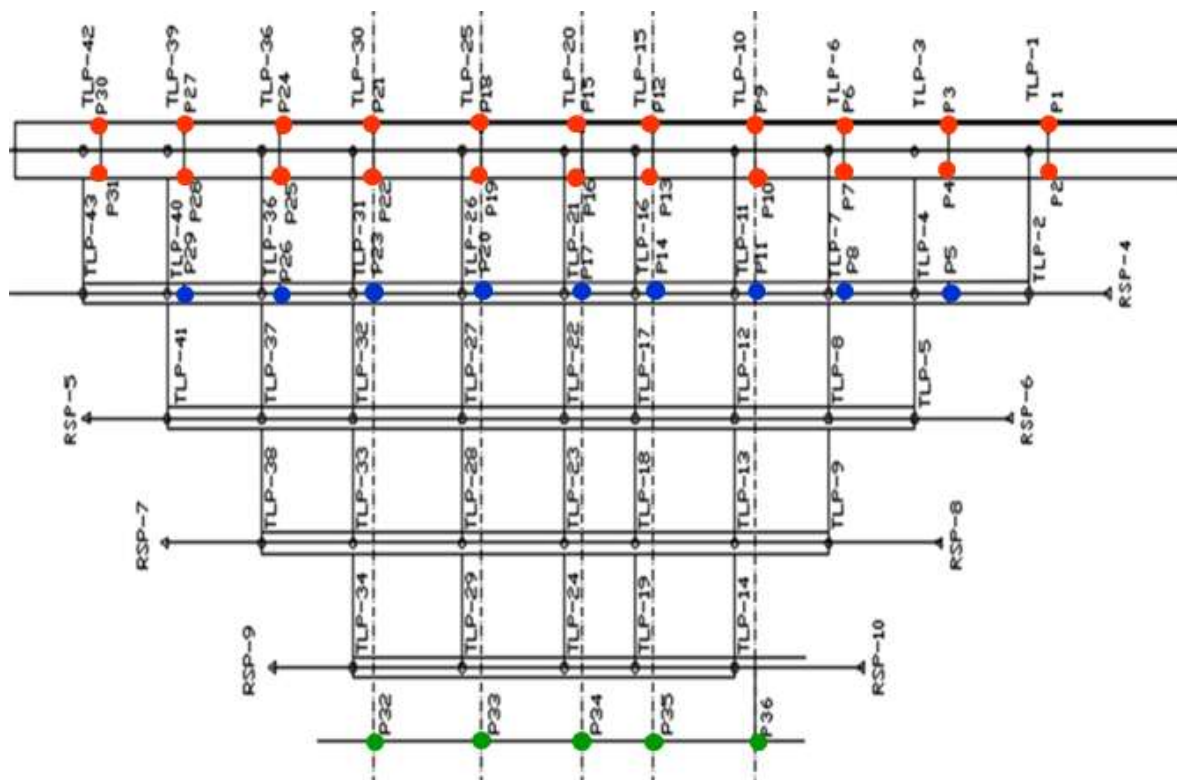 TLP-42 TLP-39 TLP-36 TLP-30 TLP-25 TLP-20 TLP-15 TLP-10 TLP-6 TLP-3 TLP-1
P30 P27 P24 P21 P18 P15 P12 P9 P6 P3 P1
P31 P28 P25 P22 P19 P16 P13 P10 P7 P4 P2
TLP-43 TLP-40 TLP-36 TLP-31 TLP-26 TLP-21 TLP-16 TLP-11 TLP-7 TLP-4 TLP-2
P29 P26 P23 P20 P17 P14 P11 P8 P5
RSP-4
TLP-41 TLP-37 TLP-32 TLP-27 TLP-22 TLP-17 TLP-12 TLP-8 TLP-5
RSP-5 RSP-6
TLP-38 TLP-33 TLP-28 TLP-23 TLP-18 TLP-13 TLP-9
RSP-7 RSP-8
TLP-34 TLP-29 TLP-24 TLP-19 TLP-14
RSP-9 RSP-10
P32 P33 P34 P35 P36